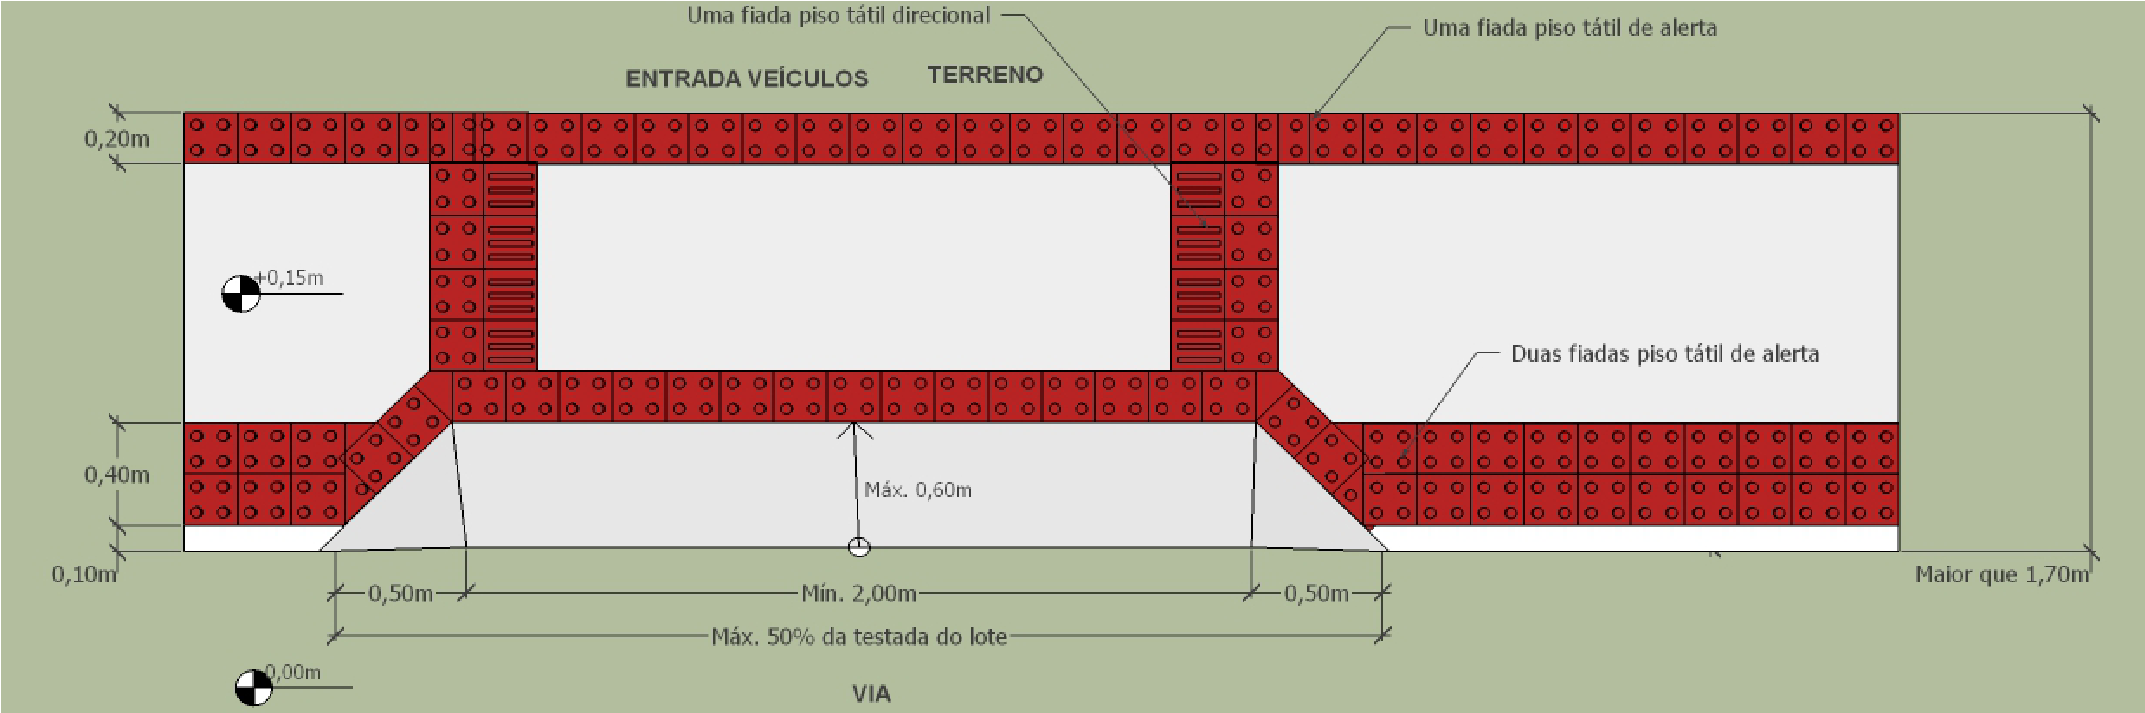 Uma fiada piso tátil direcional
Uma fiada piso tátil de alerta
ENTRADA VEÍCULOS
TERRENO
0,20m
+0,15m
Duas fiadas piso tátil de alerta
0,40m
Máx. 0,60m
0,10m
Maior que 1,70m
0,50m
Mín. 2,00m
0,50m
Máx. 50% da testada do lote
0,00m
VIA